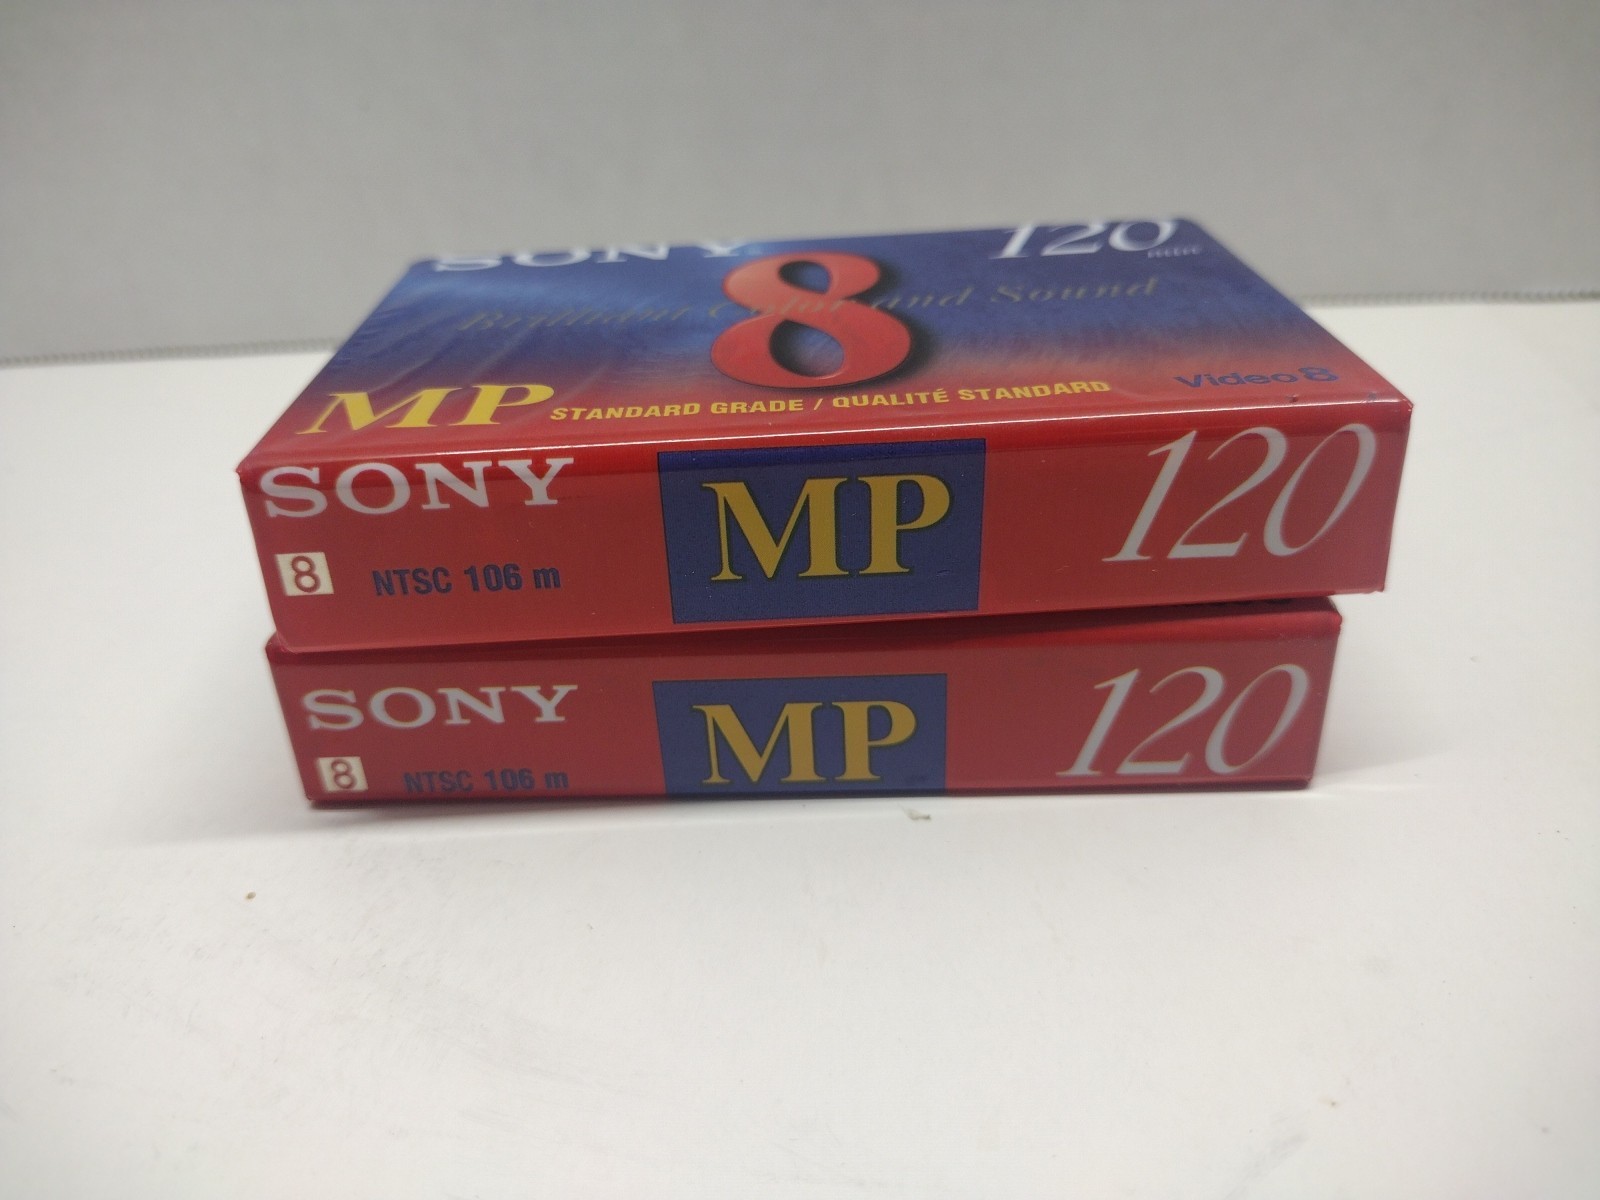 SONY 120
min
Brilliant Color and Sound
8
MP STANDARD GRADE / QUALITÉ STANDARD Video 8
SONY MP 120
8 NTSC 106 m
SONY MP 120
8 NTSC 106 m